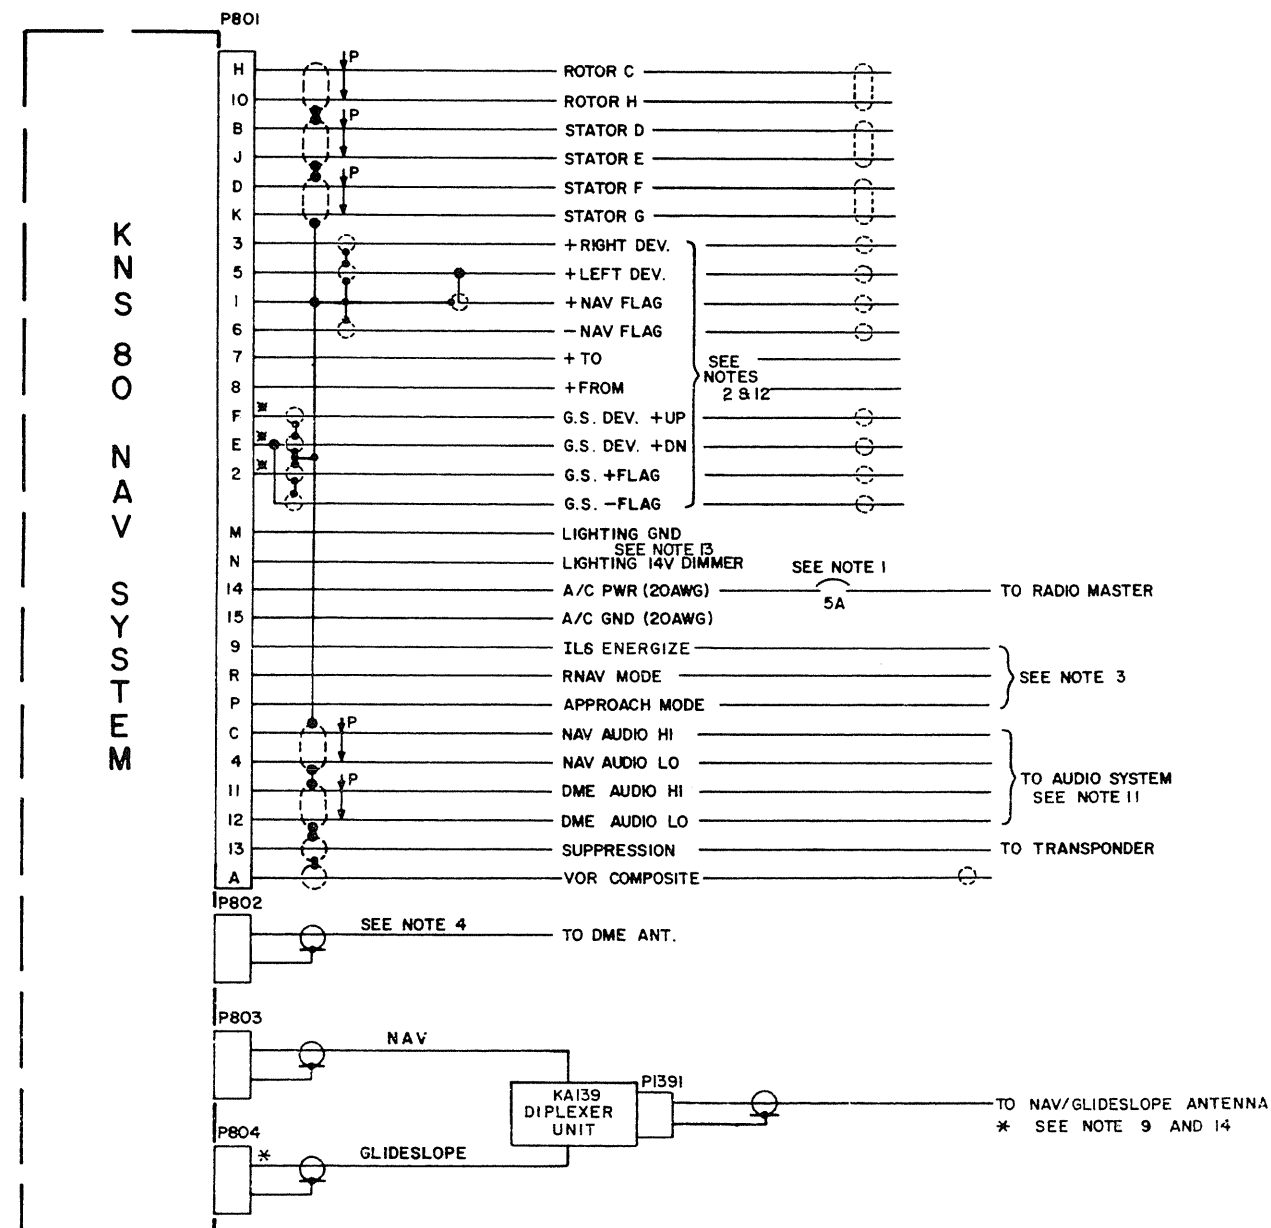 P801
KNS 80 NAV SYSTEM
H P ROTOR C
10 ROTOR H
B P STATOR D
J STATOR E
D P STATOR F
K STATOR G
3 +RIGHT DEV.
5 +LEFT DEV.
1 +NAV FLAG
6 -NAV FLAG
7 +TO
8 +FROM
SEE
NOTES
2 & 12
F * G.S. DEV. +UP
E * G.S. DEV. +DN
2 * G.S. +FLAG
G.S. -FLAG
M LIGHTING GND
SEE NOTE 13
N LIGHTING 14V DIMMER
SEE NOTE 1
14 A/C PWR (20AWG) 5A TO RADIO MASTER
15 A/C GND (20AWG)
9 ILS ENERGIZE
R RNAV MODE SEE NOTE 3
P APPROACH MODE
C P NAV AUDIO HI
4 NAV AUDIO LO
11 P DME AUDIO HI
12 DME AUDIO LO
TO AUDIO SYSTEM
SEE NOTE 11
13 SUPPRESSION TO TRANSPONDER
A VOR COMPOSITE
P802
SEE NOTE 4
TO DME ANT.
P803
NAV
KA139
DIPLEXER
UNIT
P1391
TO NAV/GLIDESLOPE ANTENNA
* SEE NOTE 9 AND 14
P804
* GLIDESLOPE